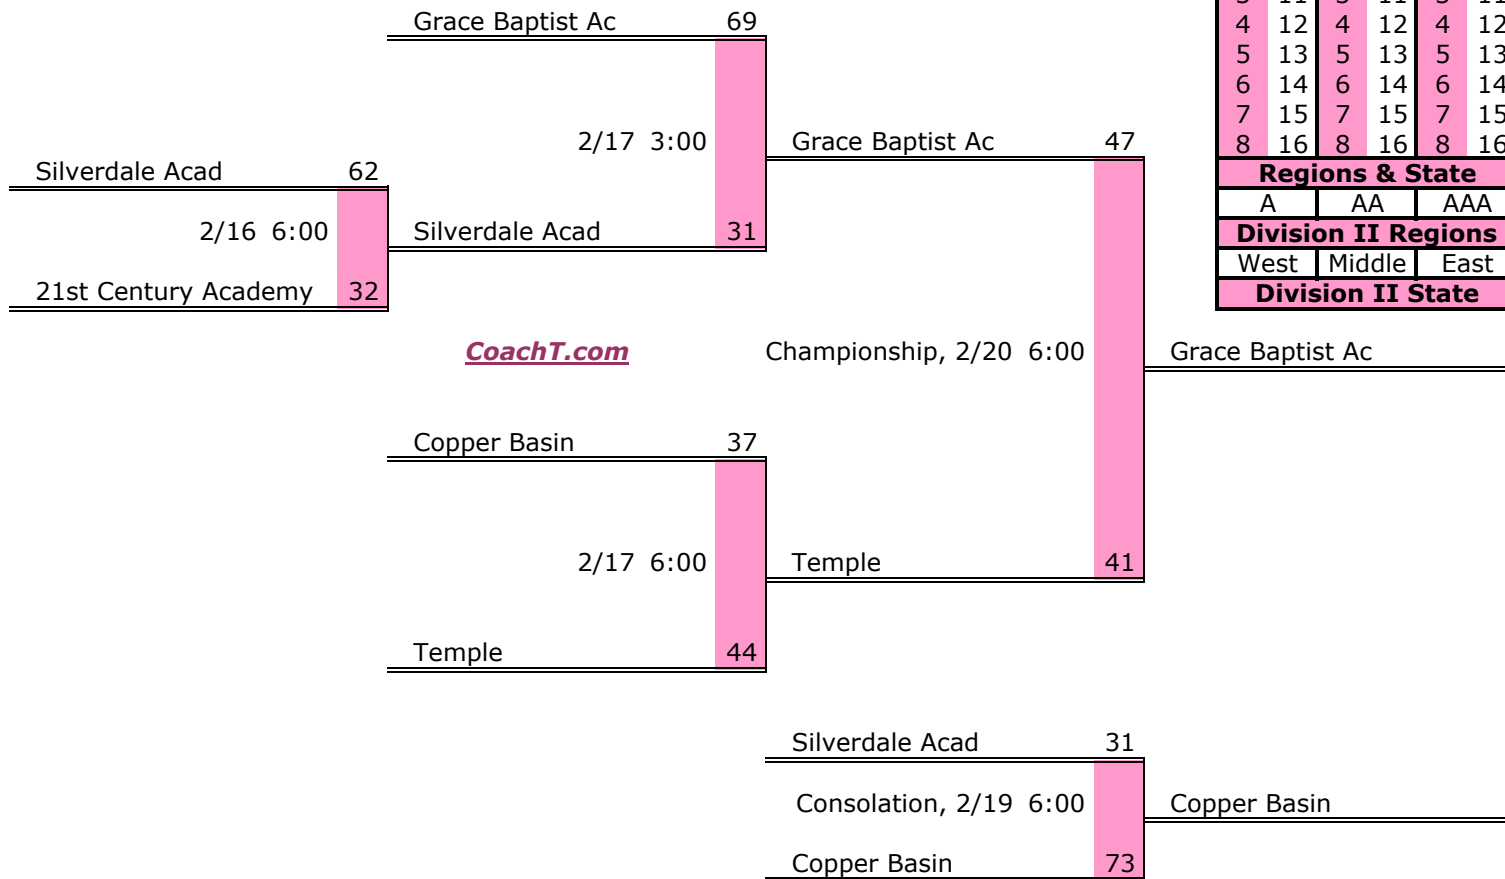 Grace Baptist Ac 69
4 12 4 12 4 12
5 13 5 13 5 13
6 14 6 14 6 14
7 15 7 15 7 15
2/17 3:00 Grace Baptist Ac 47
8 16 8 16 8 16
Silverdale Acad 62
Regions & State
A AA AAA
2/16 6:00 Silverdale Acad 31
Division II Regions
West Middle East
21st Century Academy 32
Division II State
CoachT.com Championship, 2/20 6:00 Grace Baptist Ac
Copper Basin 37
2/17 6:00 Temple 41
Temple 44
Silverdale Acad 31
Consolation, 2/19 6:00 Copper Basin
Copper Basin 73